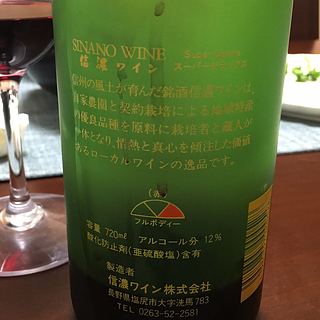 SINANO WINE
信濃ワイン
Super Deluxe
スーパーデラックス
信州の風土が育んだ銘酒信濃ワインは、
自家農園と契約栽培による地域特産
の優良品種を原料に栽培者と蔵人が
一体となり、情熱と真心を傾注した価値
あるローカルワインの逸品です。
(赤)
フルボディー
容量 720ml アルコール分 12%
酸化防止剤(亜硫酸塩)含有
製造者
信濃ワイン株式会社
長野県塩尻市大字洗馬783
TEL 0263-52-2581